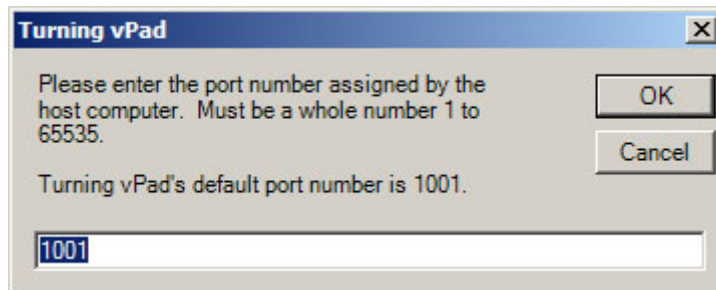 Turning vPad
Please enter the port number assigned by the
host computer. Must be a whole number 1 to
65535.
OK
Cancel
Turning vPad's default port number is 1001.
1001